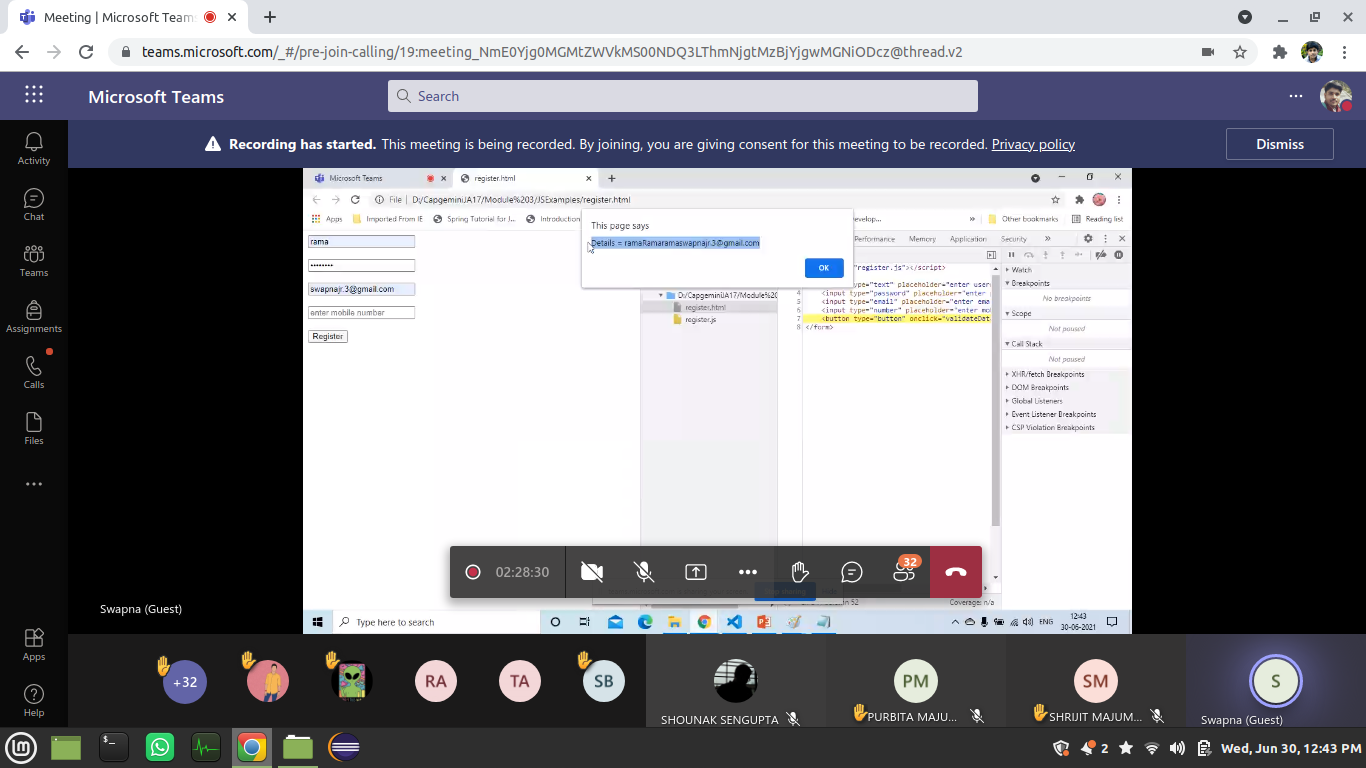 Meeting | Microsoft Team
teams.microsoft.com/_#/pre-join-calling/19:meeting_NmE0Yjg0MGMtZWVkMS00NDQ3LThmNjgtMzBjYjgwMGNiODcz@thread.v2
Microsoft Teams
Search
Recording has started. This meeting is being recorded. By joining, you are giving consent for this meeting to be recorded. Privacy policy
Dismiss
Activity
Chat
Teams
Assignments
Calls
Files
Apps
Help
Microsoft Teams
register.html
File
D:/CapgeminiJA17/Module%203/JSExamples/register.html
Apps
Imported From IE
Spring Tutorial for J...
Introduction
Develop...
»
Other bookmarks
Reading list
This page says
Details = ramaRamaramaswapnajr.3@gmail.com
OK
rama
••••••••
swapnajr.3@gmail.com
enter mobile number
Register
Performance
Memory
Application
Security
»
D:/CapgeminiJA17/Module%20
register.html
register.js
"register.js"></script>
type="text" placeholder="enter user
4 <input type="password" placeholder="enter
5 <input type="email" placeholder="enter ema
6 <input type="number" placeholder="enter mo
7 <button type="button" onclick="validateDat
8 </form>
Watch
Breakpoints
No breakpoints
Scope
Not paused
Call Stack
Not paused
XHR/fetch Breakpoints
DOM Breakpoints
Global Listeners
Event Listener Breakpoints
CSP Violation Breakpoints
Coverage: n/a
02:28:30
32
Swapna (Guest)
Type here to search
ENG
12:43
30-06-2021
+32
RA
TA
SB
SHOUNAK SENGUPTA
PM
PURBITA MAJU...
SM
SHRIJIT MAJUM...
S
Swapna (Guest)
2
Wed, Jun 30, 12:43 PM